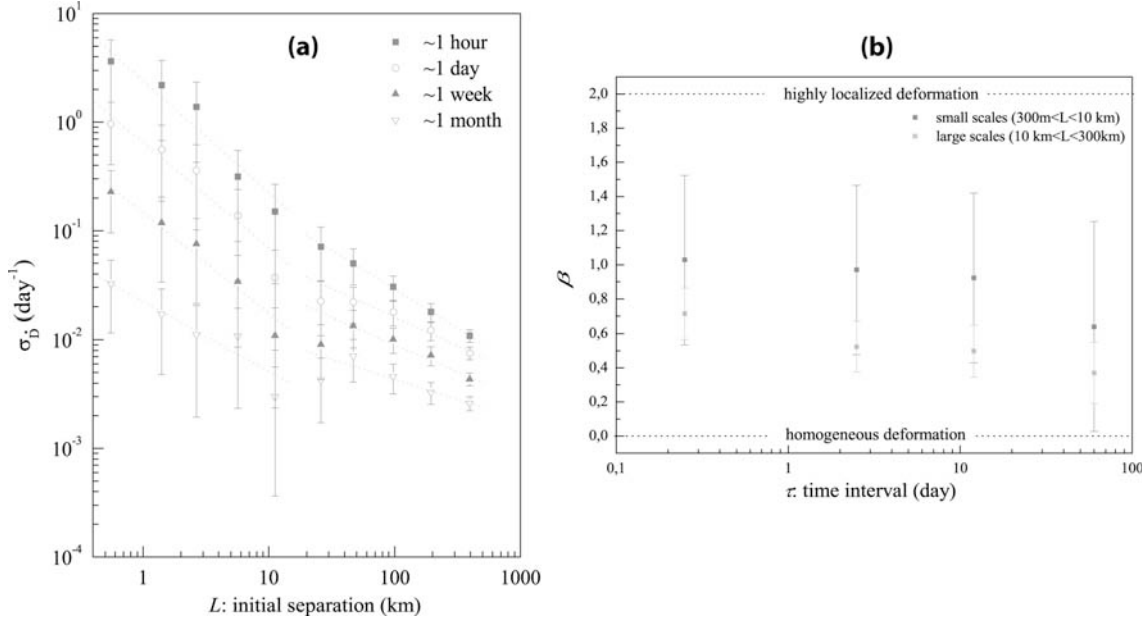 (a)
10¹
10⁰
10⁻¹
10⁻²
10⁻³
10⁻⁴
σ_Ḋ (day⁻¹)
~1 hour
~1 day
~1 week
~1 month
1
10
100
1000
L: initial separation (km)
(b)
2,0
1,8
1,6
1,4
1,2
1,0
0,8
0,6
0,4
0,2
0,0
β
highly localized deformation
small scales (300m<L<10 km)
large scales (10 km<L<300km)
homogeneous deformation
0,1
1
10
100
τ: time interval (day)